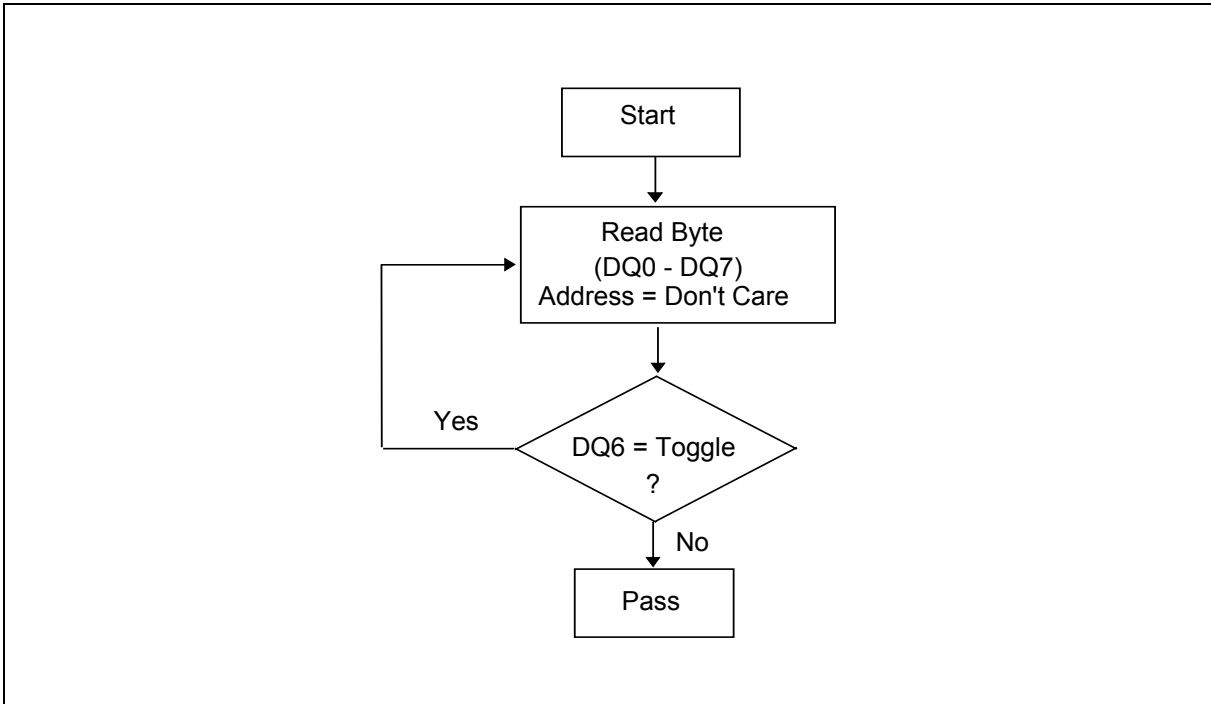 Start
Read Byte
(DQ0 - DQ7)
Address = Don't Care
Yes
DQ6 = Toggle
?
No
Pass